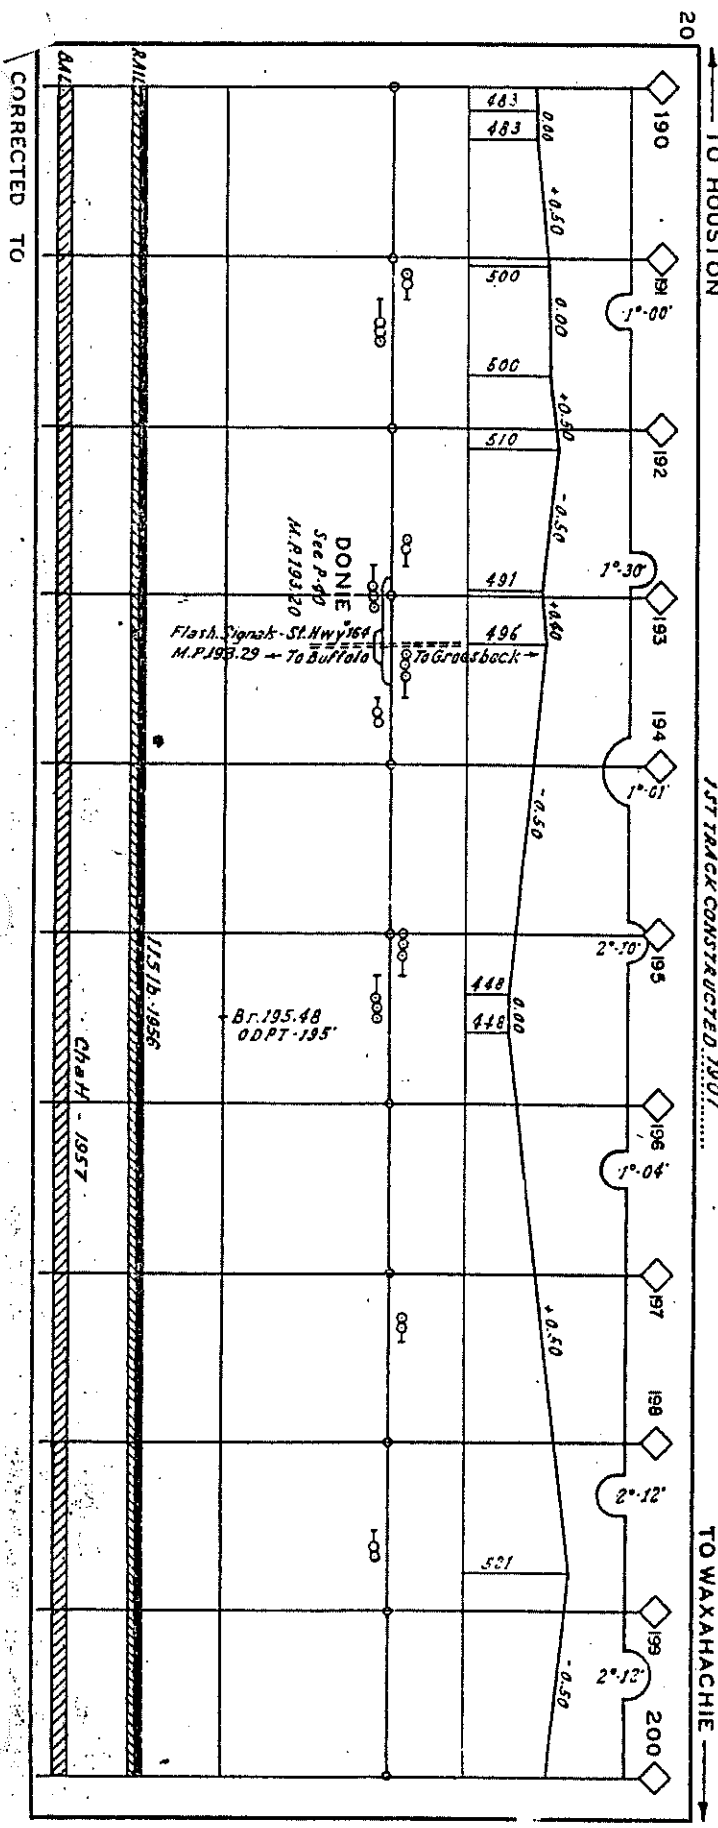 20
TO HOUSTON
1ST TRACK CONSTRUCTED 1907
TO WAXAHACHIE
190
191
192
193
194
195
196
197
198
199
200
1°-00'
1°-30'
1°-01'
2°-10'
1°-04'
2°-12'
2°-12'
0.00
+0.50
0.00
+0.50
-0.50
+0.40
-0.50
0.00
+0.50
-0.50
483
483
500
500
510
491
496
448
448
521
DONIE
See P-90
M.P.193.20
Flash.Signals-St.Hwy#164
M.P.193.29 ← To Buffalo
To Groesbeck →
Br.195.48
ODPT-195'
RAIL
115 lb.-1956
BAL
Chatt - 1957
CORRECTED TO